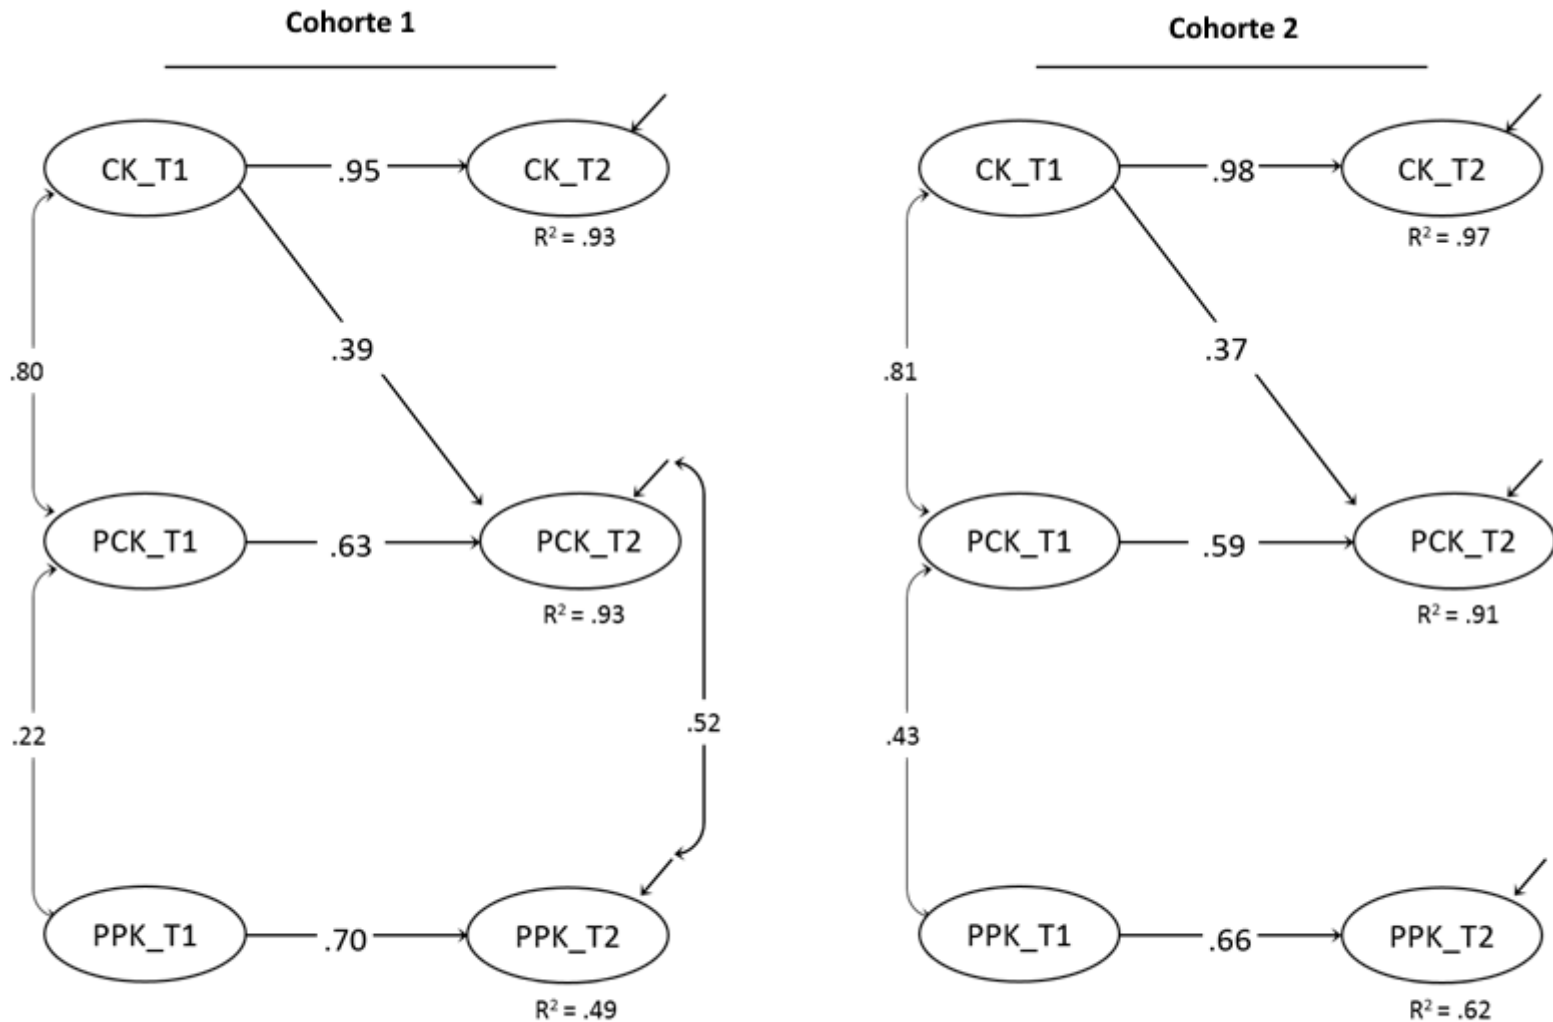 Cohorte 1
CK_T1
.95
CK_T2
R² = .93
.39
.80
PCK_T1
.63
PCK_T2
R² = .93
.22
.52
PPK_T1
.70
PPK_T2
R² = .49
Cohorte 2
CK_T1
.98
CK_T2
R² = .97
.37
.81
PCK_T1
.59
PCK_T2
R² = .91
.43
PPK_T1
.66
PPK_T2
R² = .62